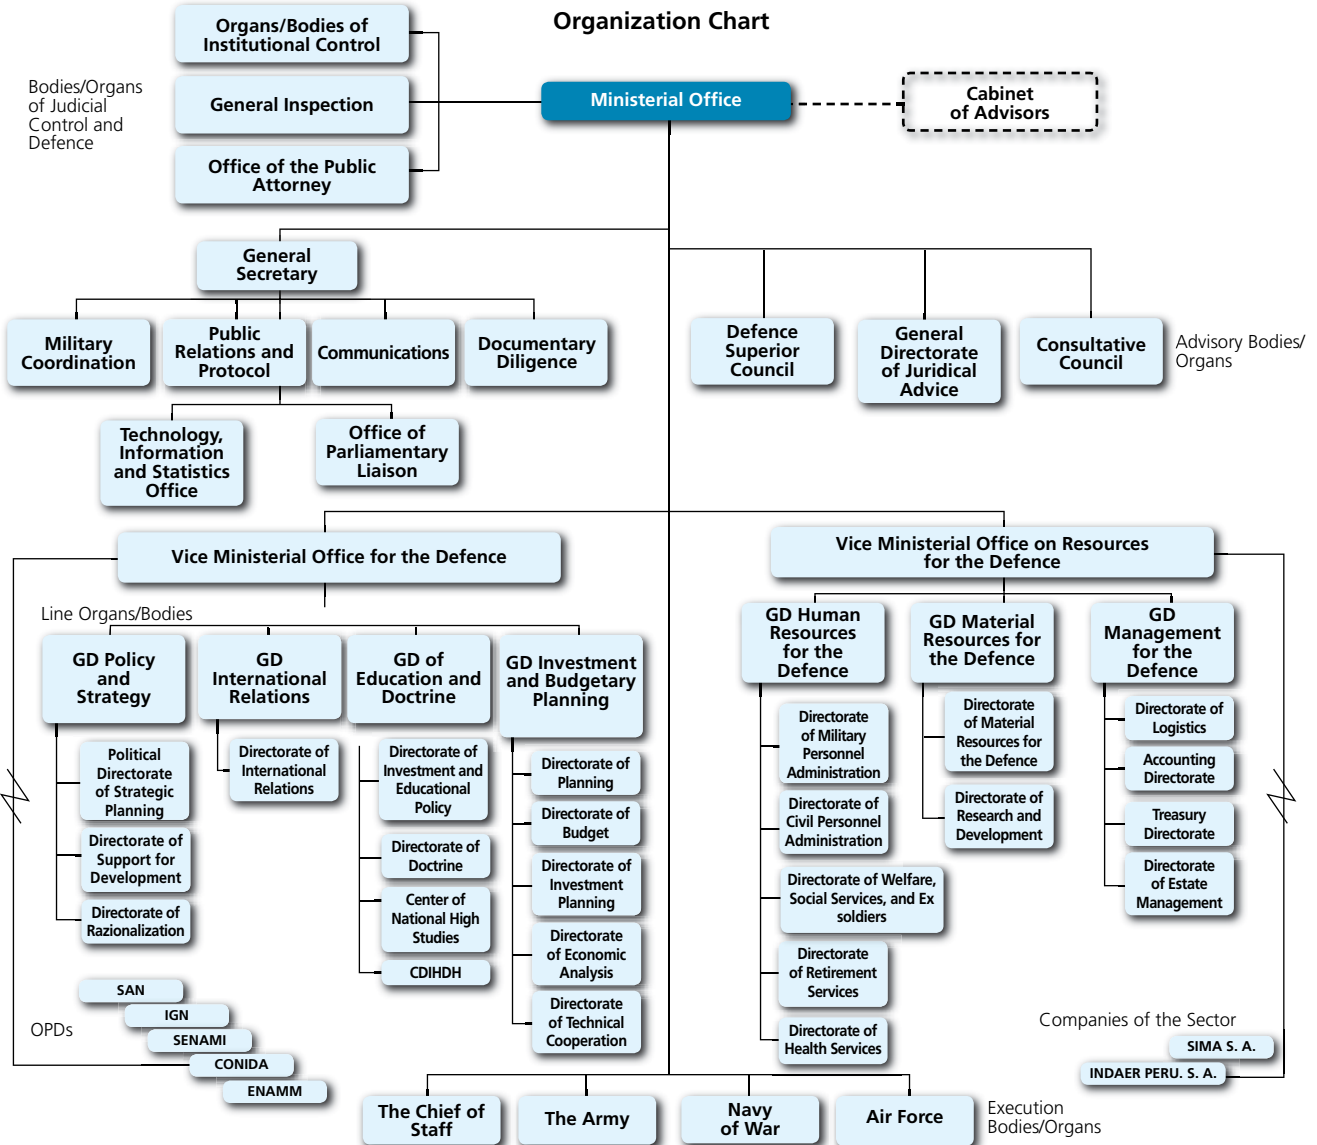 Organization Chart
Organs/Bodies of
Institutional Control
Bodies/Organs
of Judicial
Control and
Defence
General Inspection
Office of the Public
Attorney
Ministerial Office
Cabinet
of Advisors
General
Secretary
Military
Coordination
Public
Relations and
Protocol
Communications
Documentary
Diligence
Technology,
Information
and Statistics
Office
Office of
Parliamentary
Liaison
Defence
Superior
Council
General
Directorate
of Juridical
Advice
Consultative
Council
Advisory Bodies/
Organs
Vice Ministerial Office for the Defence
Vice Ministerial Office on Resources
for the Defence
Line Organs/Bodies
GD Policy
and
Strategy
Political
Directorate
of Strategic
Planning
Directorate of
Support for
Development
Directorate of
Razionalization
GD
International
Relations
Directorate of
International
Relations
GD of
Education and
Doctrine
Directorate of
Investment and
Educational
Policy
Directorate of
Doctrine
Center of
National High
Studies
CDIHDH
GD Investment
and Budgetary
Planning
Directorate of
Planning
Directorate of
Budget
Directorate of
Investment
Planning
Directorate
of Economic
Analysis
Directorate
of Technical
Cooperation
GD Human
Resources
for the
Defence
Directorate
of Military
Personnel
Administration
Directorate of
Civil Personnel
Administration
Directorate of Welfare,
Social Services, and Ex
soldiers
Directorate
of Retirement
Services
Directorate of
Health Services
GD Material
Resources for
the Defence
Directorate
of Material
Resources for
the Defence
Directorate of
Research and
Development
GD
Management
for the
Defence
Directorate of
Logistics
Accounting
Directorate
Treasury
Directorate
Directorate
of Estate
Management
OPDs
SAN
IGN
SENAMI
CONIDA
ENAMM
Companies of the Sector
SIMA S. A.
INDAER PERU. S. A.
The Chief of
Staff
The Army
Navy
of War
Air Force
Execution
Bodies/Organs